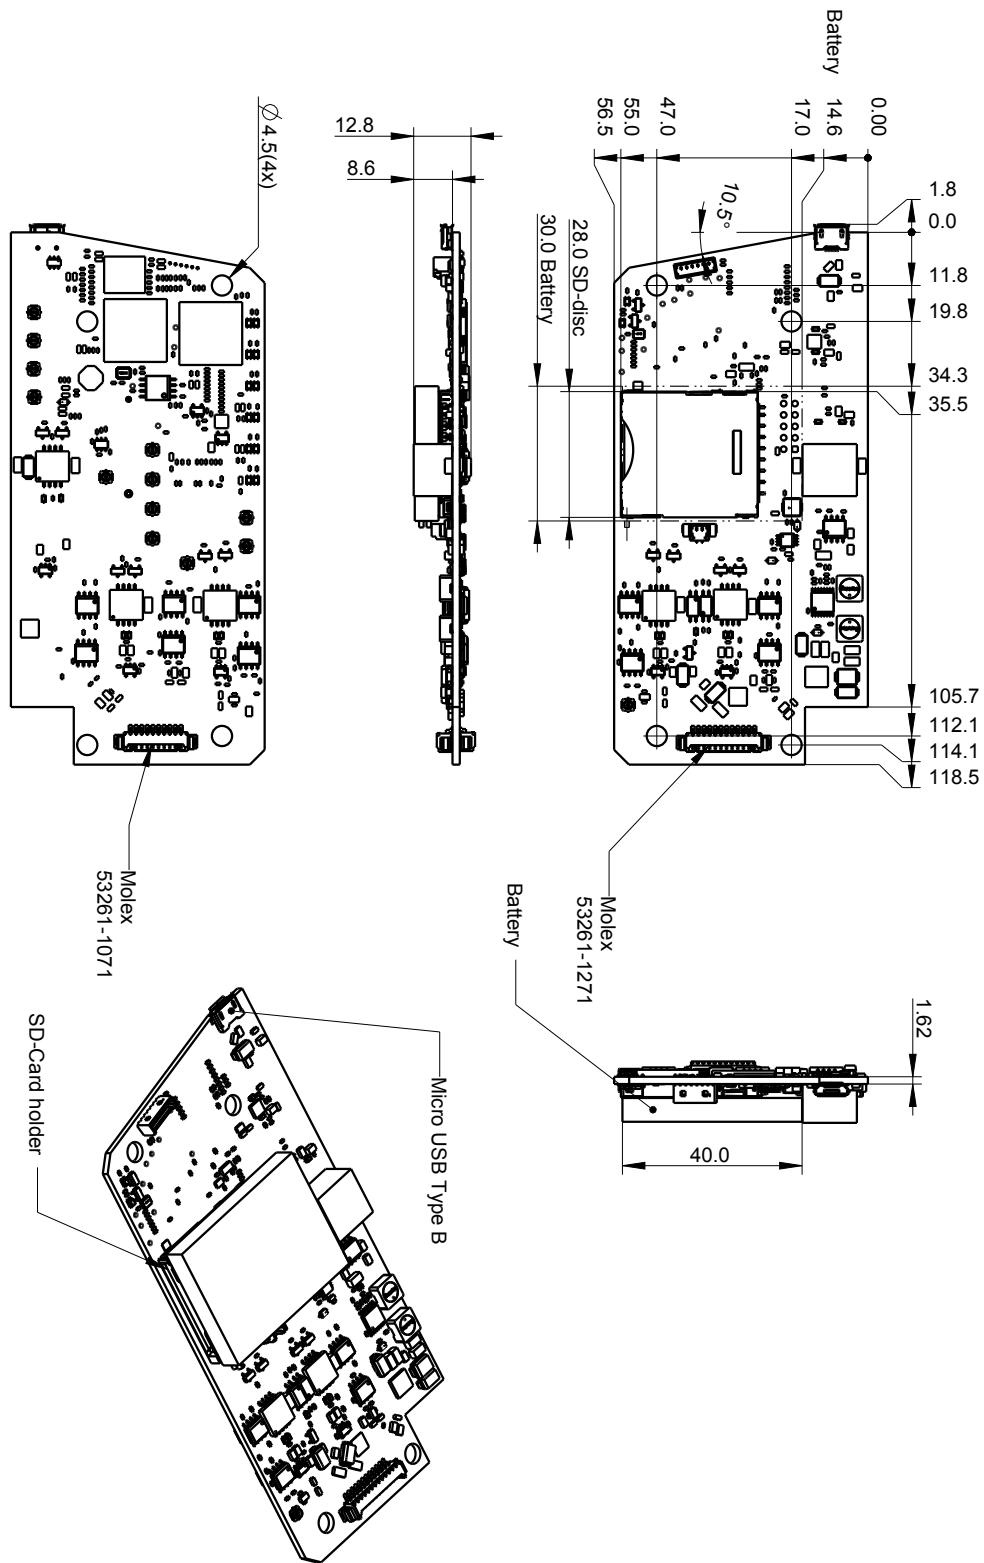 Battery
56.5
55.0
47.0
17.0
14.6
0.00
1.8
0.0
11.8
19.8
34.3
35.5
105.7
112.1
114.1
118.5
10.5°
28.0 SD-disc
30.0 Battery
12.8
8.6
∅ 4.5(4x)
Molex
53261-1071
Molex
53261-1271
Battery
1.62
40.0
Micro USB Type B
SD-Card holder